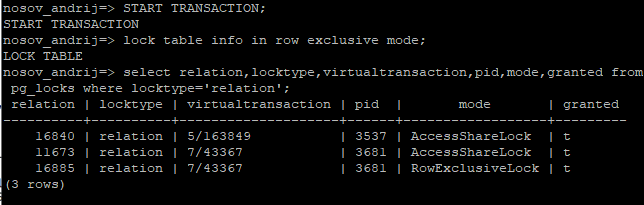 nosov_andrij=> START TRANSACTION;
START TRANSACTION
nosov_andrij=> lock table info in row exclusive mode;
LOCK TABLE
nosov_andrij=> select relation,locktype,virtualtransaction,pid,mode,granted from
pg_locks where locktype='relation';
relation | locktype | virtualtransaction | pid | mode | granted
----------+----------+--------------------+------+------------------+---------
16840 | relation | 5/163849 | 3537 | AccessShareLock | t
11673 | relation | 7/43367 | 3681 | AccessShareLock | t
16885 | relation | 7/43367 | 3681 | RowExclusiveLock | t
(3 rows)